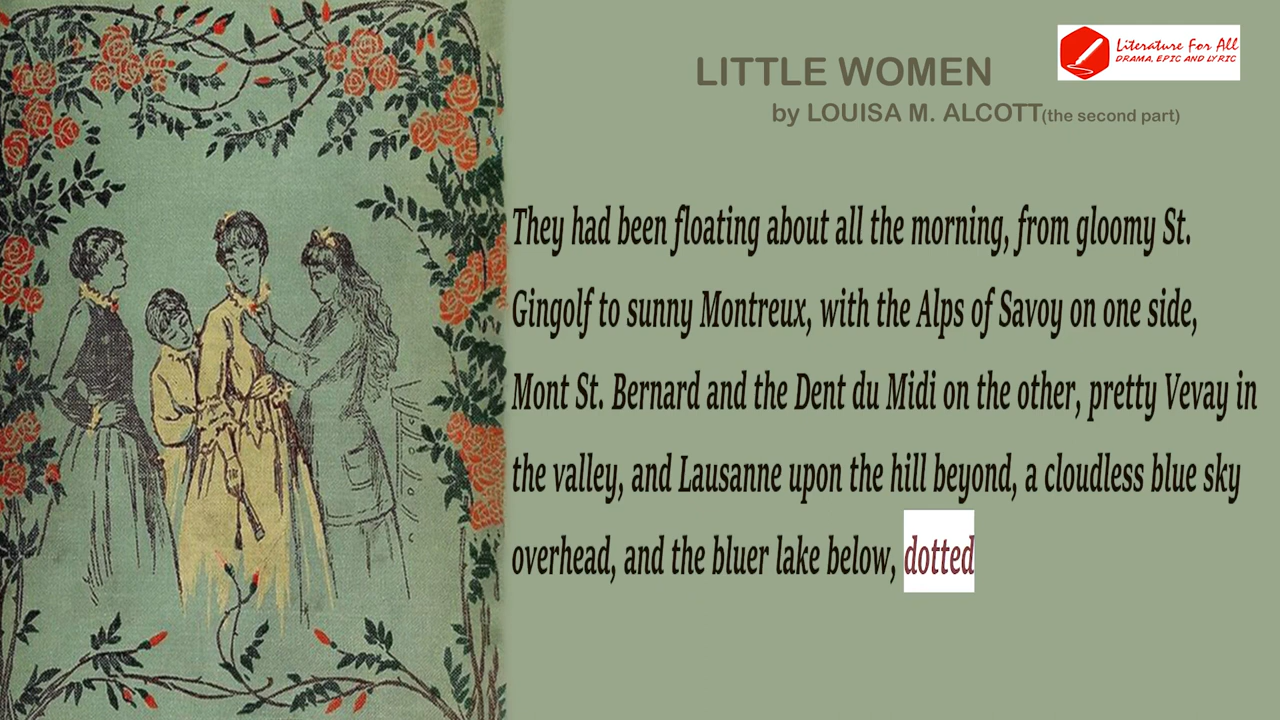 LITTLE WOMEN
by LOUISA M. ALCOTT(the second part)
Literature For All
DRAMA, EPIC AND LYRIC
They had been floating about all the morning, from gloomy St.
Gingolf to sunny Montreux, with the Alps of Savoy on one side,
Mont St. Bernard and the Dent du Midi on the other, pretty Vevay in
the valley, and Lausanne upon the hill beyond, a cloudless blue sky
overhead, and the bluer lake below, dotted